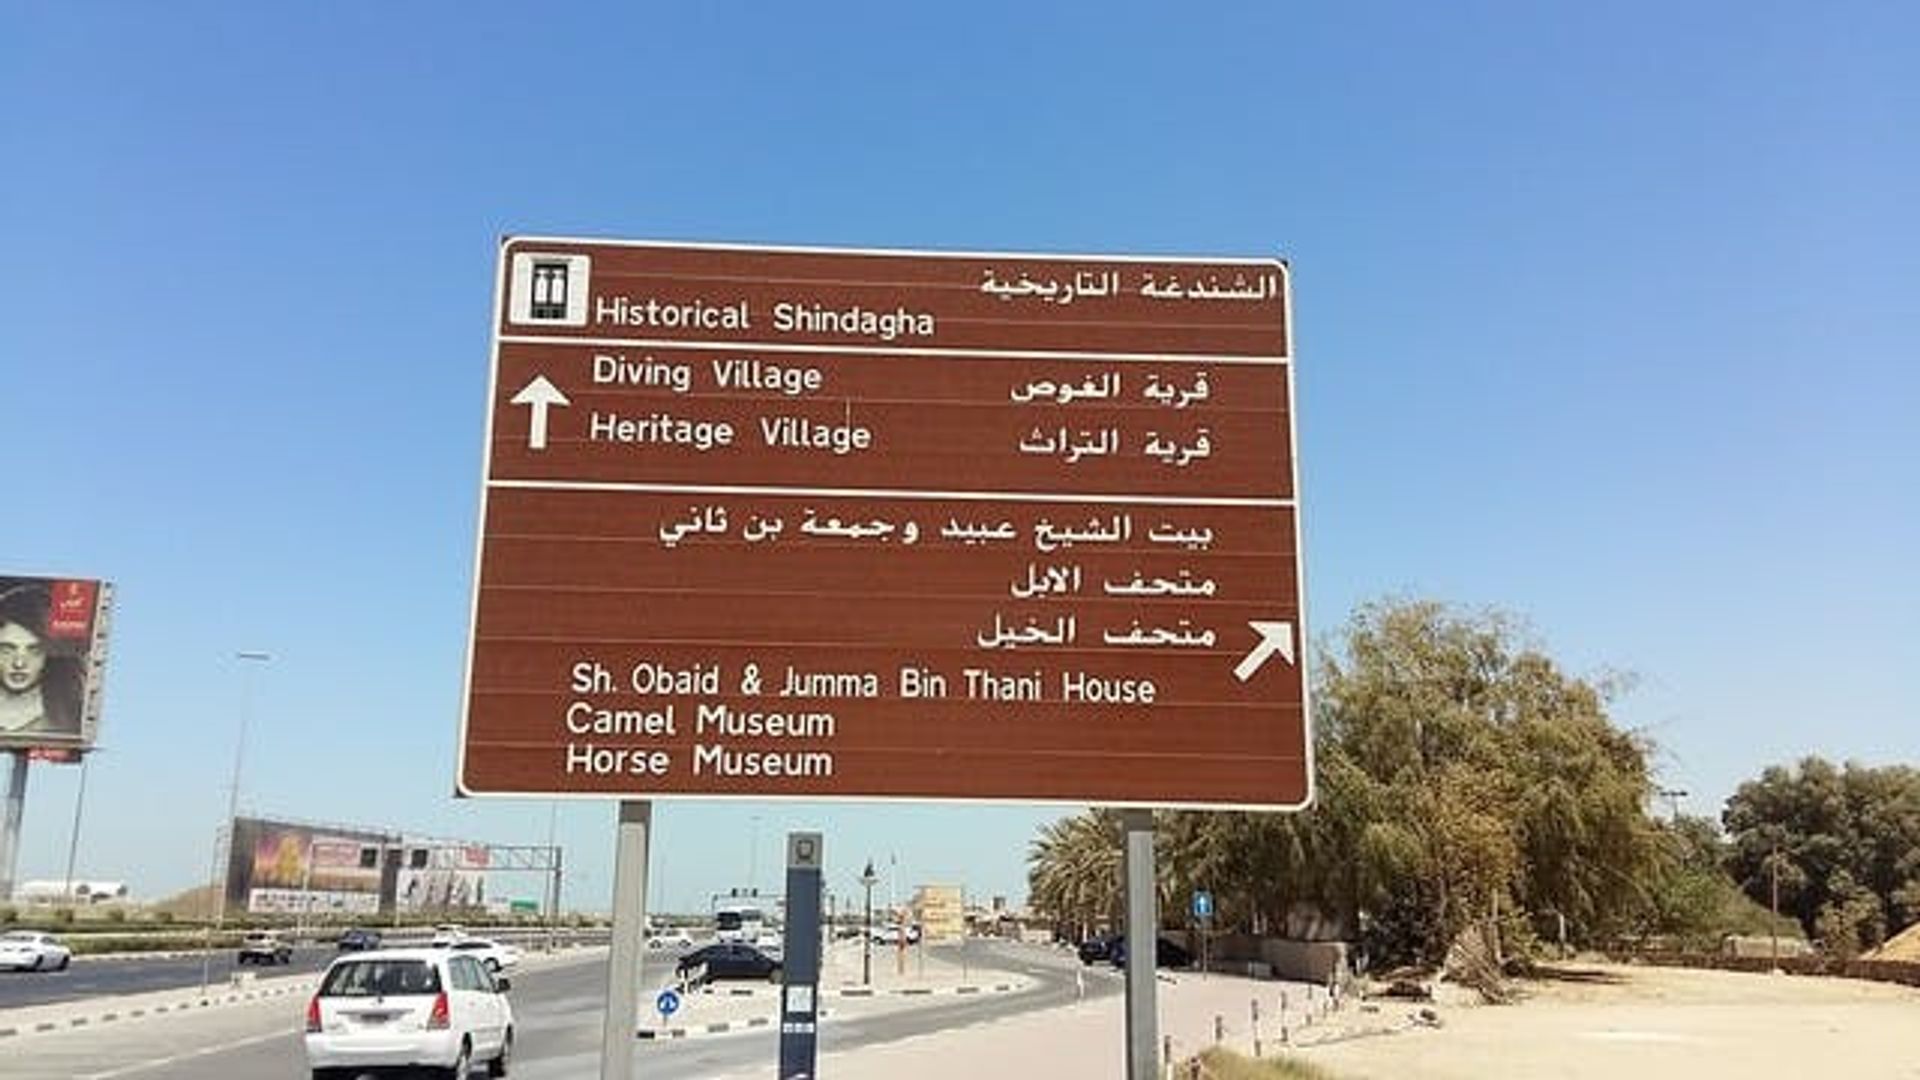 الشندغة التاريخية
Historical Shindagha
Diving Village قرية الغوص
Heritage Village قرية التراث
بيت الشيخ عبيد وجمعة بن ثاني
متحف الابل
متحف الخيل
Sh. Obaid & Jumma Bin Thani House
Camel Museum
Horse Museum